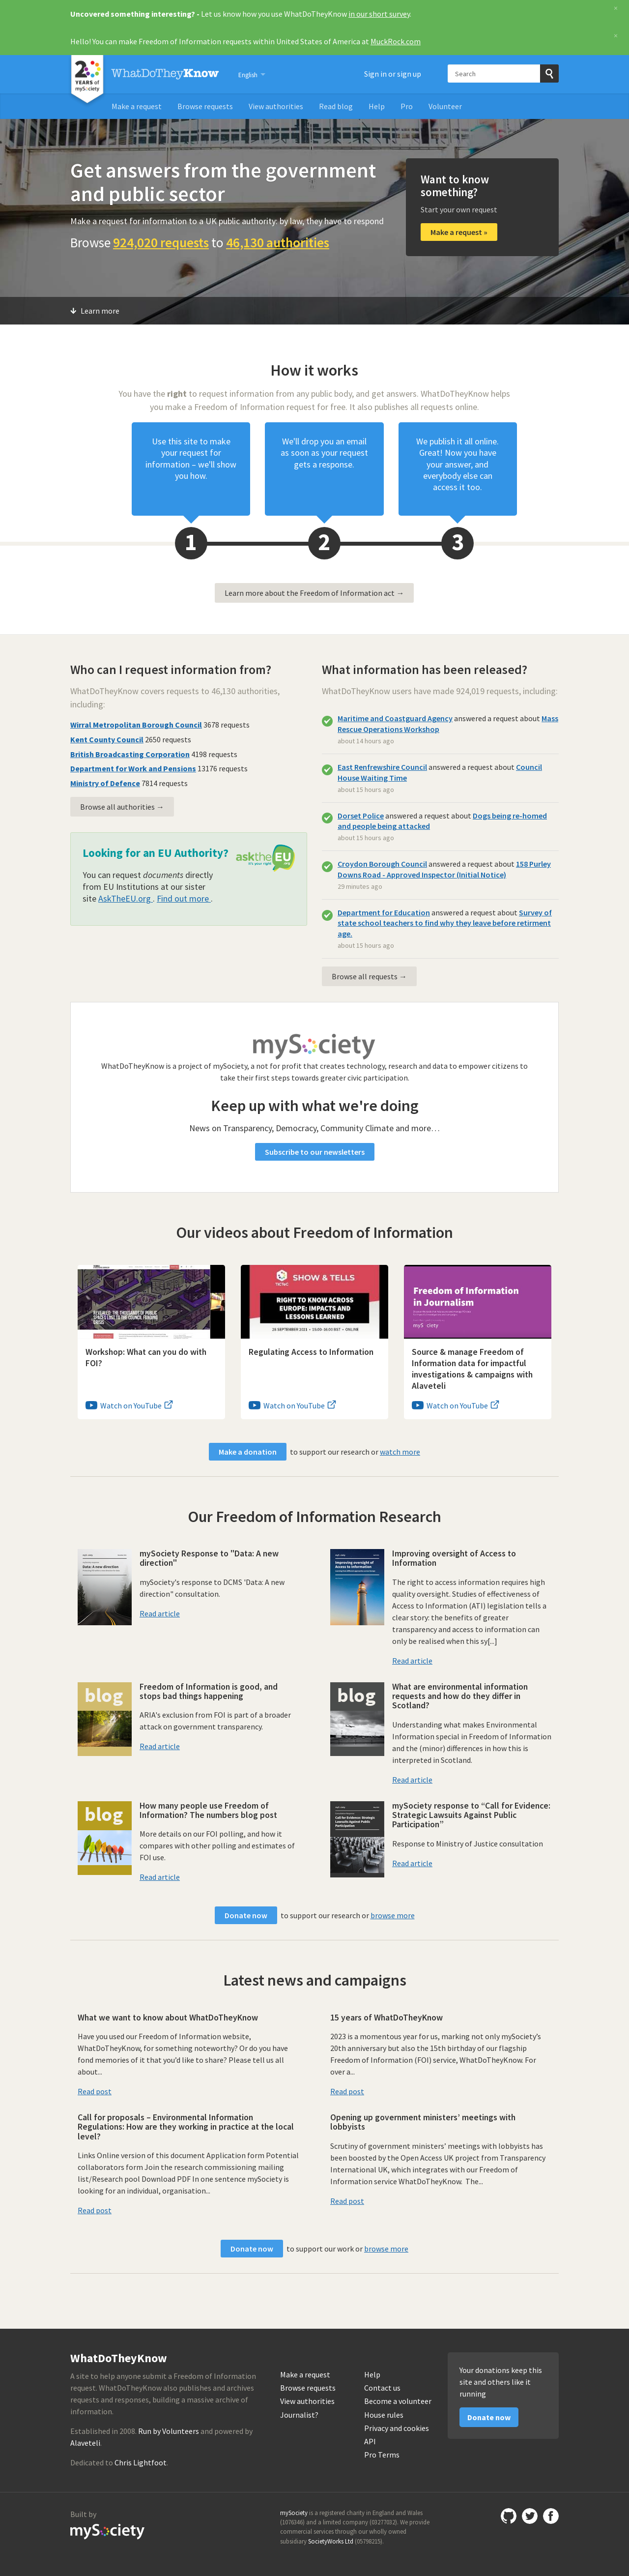 Uncovered something interesting? - Let us know how you use WhatDoTheyKnow in our short survey.
×
Hello! You can make Freedom of Information requests within United States of America at MuckRock.com
×
20
YEARS of
mySociety
WhatDoTheyKnow
English
Sign in or sign up
Search
Make a request
Browse requests
View authorities
Read blog
Help
Pro
Volunteer
Get answers from the government
and public sector
Make a request for information to a UK public authority: by law, they have to respond
Browse 924,020 requests to 46,130 authorities
Want to know
something?
Start your own request
Make a request »
Learn more
How it works
You have the right to request information from any public body, and get answers. WhatDoTheyKnow helps
you make a Freedom of Information request for free. It also publishes all requests online.
Use this site to make
your request for
information – we'll show
you how.
We'll drop you an email
as soon as your request
gets a response.
We publish it all online.
Great! Now you have
your answer, and
everybody else can
access it too.
1
2
3
Learn more about the Freedom of Information act →
Who can I request information from?
WhatDoTheyKnow covers requests to 46,130 authorities,
including:
Wirral Metropolitan Borough Council 3678 requests
Kent County Council 2650 requests
British Broadcasting Corporation 4198 requests
Department for Work and Pensions 13176 requests
Ministry of Defence 7814 requests
Browse all authorities →
Looking for an EU Authority?
asktheEU
You can request documents directly
from EU Institutions at our sister
site AskTheEU.org . Find out more .
What information has been released?
WhatDoTheyKnow users have made 924,019 requests, including:
Maritime and Coastguard Agency answered a request about Mass
Rescue Operations Workshop
about 14 hours ago
East Renfrewshire Council answered a request about Council
House Waiting Time
about 15 hours ago
Dorset Police answered a request about Dogs being re-homed
and people being attacked
about 15 hours ago
Croydon Borough Council answered a request about 158 Purley
Downs Road - Approved Inspector (Initial Notice)
29 minutes ago
Department for Education answered a request about Survey of
state school teachers to find why they leave before retirment
age.
about 15 hours ago
Browse all requests →
mySociety
WhatDoTheyKnow is a project of mySociety, a not for profit that creates technology, research and data to empower citizens to
take their first steps towards greater civic participation.
Keep up with what we're doing
News on Transparency, Democracy, Community Climate and more…
Subscribe to our newsletters
Our videos about Freedom of Information
REVEALED: THE THOUSANDS OF PUBLIC
SPACES LOST TO THE COUNCIL FUNDING
CRISIS
Workshop: What can you do with
FOI?
Watch on YouTube
TICTeC
SHOW & TELLS
RIGHT TO KNOW ACROSS
EUROPE: IMPACTS AND
LESSONS LEARNED
Regulating Access to Information
Watch on YouTube
Freedom of Information
in Journalism
mySociety
Source & manage Freedom of
Information data for impactful
investigations & campaigns with
Alaveteli
Watch on YouTube
Make a donation to support our research or watch more
Our Freedom of Information Research
Data: A new direction
mySociety Response to "Data: A new
direction"
mySociety's response to DCMS 'Data: A new
direction" consultation.
Read article
Improving oversight of
Access to Information
Improving oversight of Access to
Information
The right to access information requires high
quality oversight. Studies of effectiveness of
Access to Information (ATI) legislation tells a
clear story: the benefits of greater
transparency and access to information can
only be realised when this sy[...]
Read article
blog
Freedom of Information is good, and
stops bad things happening
ARIA's exclusion from FOI is part of a broader
attack on government transparency.
Read article
blog
What are environmental information
requests and how do they differ in
Scotland?
Understanding what makes Environmental
Information special in Freedom of Information
and the (minor) differences in how this is
interpreted in Scotland.
Read article
blog
How many people use Freedom of
Information? The numbers blog post
More details on our FOI polling, and how it
compares with other polling and estimates of
FOI use.
Read article
mySociety response to “Call for Evidence:
Strategic Lawsuits Against Public
Participation”
Response to Ministry of Justice consultation
Read article
Donate now to support our research or browse more
Latest news and campaigns
What we want to know about WhatDoTheyKnow
Have you used our Freedom of Information website,
WhatDoTheyKnow, for something noteworthy? Or do you have
fond memories of it that you’d like to share? Please tell us all
about...
Read post
15 years of WhatDoTheyKnow
2023 is a momentous year for us, marking not only mySociety’s
20th anniversary but also the 15th birthday of our flagship
Freedom of Information (FOI) service, WhatDoTheyKnow. For
over a...
Read post
Call for proposals – Environmental Information
Regulations: How are they working in practice at the local
level?
Links Online version of this document Application form Potential
collaborators form Join the research commissioning mailing
list/Research pool Download PDF In one sentence mySociety is
looking for an individual, organisation...
Read post
Opening up government ministers’ meetings with
lobbyists
Scrutiny of government ministers’ meetings with lobbyists has
been boosted by the Open Access UK project from Transparency
International UK, which integrates with our Freedom of
Information service WhatDoTheyKnow. The...
Read post
Donate now to support our work or browse more
WhatDoTheyKnow
A site to help anyone submit a Freedom of Information
request. WhatDoTheyKnow also publishes and archives
requests and responses, building a massive archive of
information.
Established in 2008. Run by Volunteers and powered by
Alaveteli.
Dedicated to Chris Lightfoot.
Make a request
Browse requests
View authorities
Journalist?
Help
Contact us
Become a volunteer
House rules
Privacy and cookies
API
Pro Terms
Your donations keep this
site and others like it
running
Donate now
Built by
mySociety
mySociety is a registered charity in England and Wales
(1076346) and a limited company (03277032). We provide
commercial services through our wholly owned
subsidiary SocietyWorks Ltd (05798215).